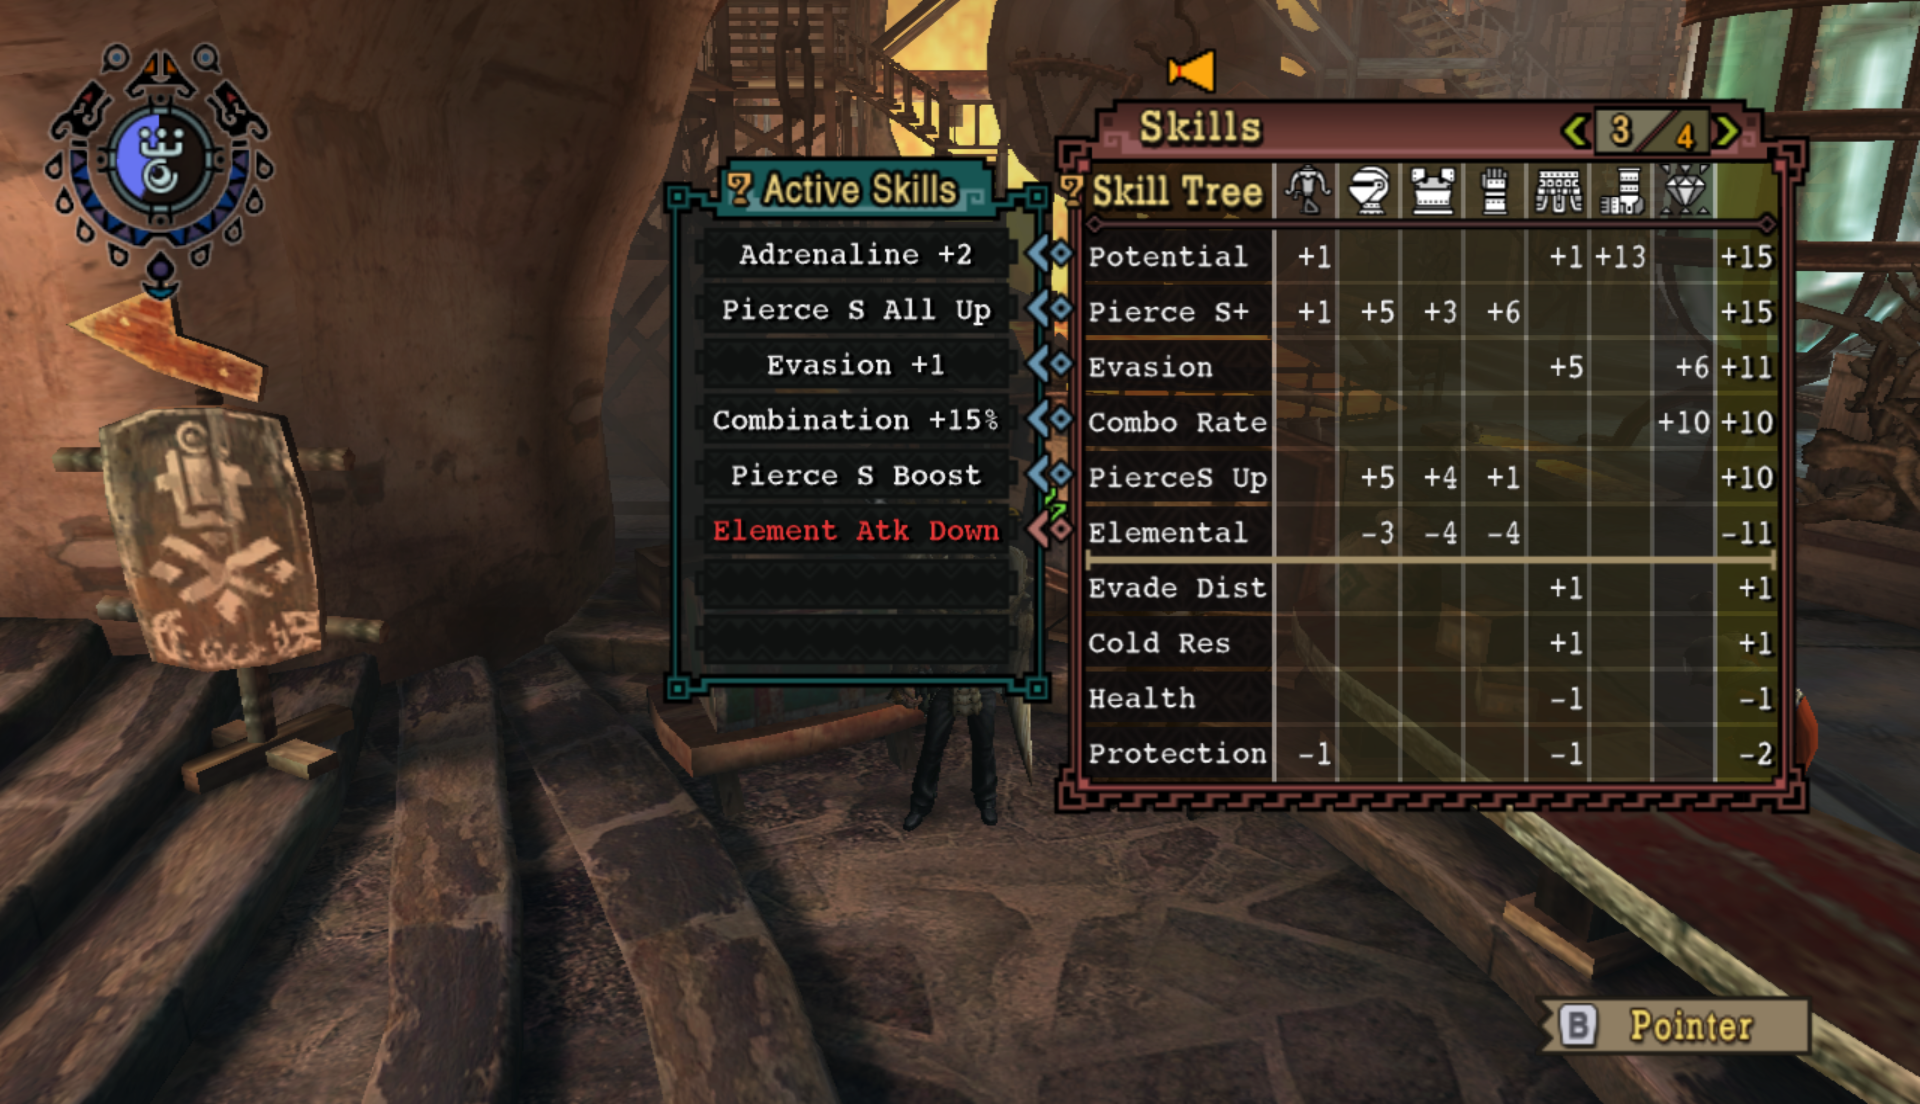 Skills
3/4
? Active Skills
Adrenaline +2
Pierce S All Up
Evasion +1
Combination +15%
Pierce S Boost
Element Atk Down
? Skill Tree
Potential +1 +1 +13 +15
Pierce S+ +1 +5 +3 +6 +15
Evasion +5 +6 +11
Combo Rate +10 +10
PierceS Up +5 +4 +1 +10
Elemental -3 -4 -4 -11
Evade Dist +1 +1
Cold Res +1 +1
Health -1 -1
Protection -1 -1 -2
B Pointer